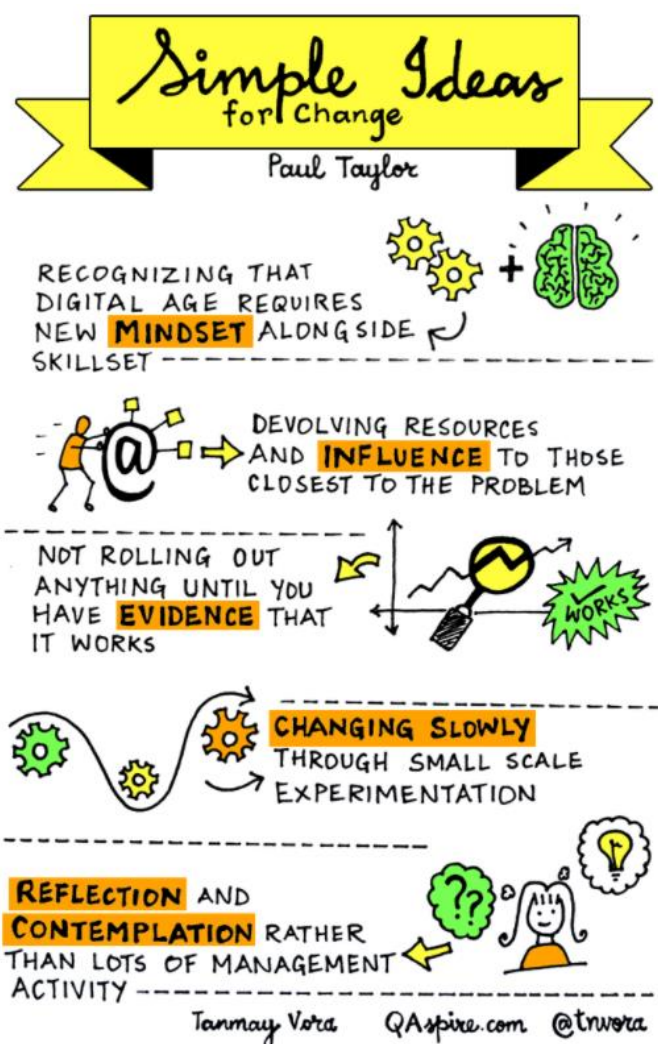 Simple Ideas
for Change
Paul Taylor
RECOGNIZING THAT
DIGITAL AGE REQUIRES
NEW MINDSET ALONGSIDE
SKILLSET
+
@
DEVOLVING RESOURCES
AND INFLUENCE TO THOSE
CLOSEST TO THE PROBLEM
NOT ROLLING OUT
ANYTHING UNTIL YOU
HAVE EVIDENCE THAT
IT WORKS
WORKS
CHANGING SLOWLY
THROUGH SMALL SCALE
EXPERIMENTATION
??
REFLECTION AND
CONTEMPLATION RATHER
THAN LOTS OF MANAGEMENT
ACTIVITY
Tanmay Vora QAspire.com @tnvora